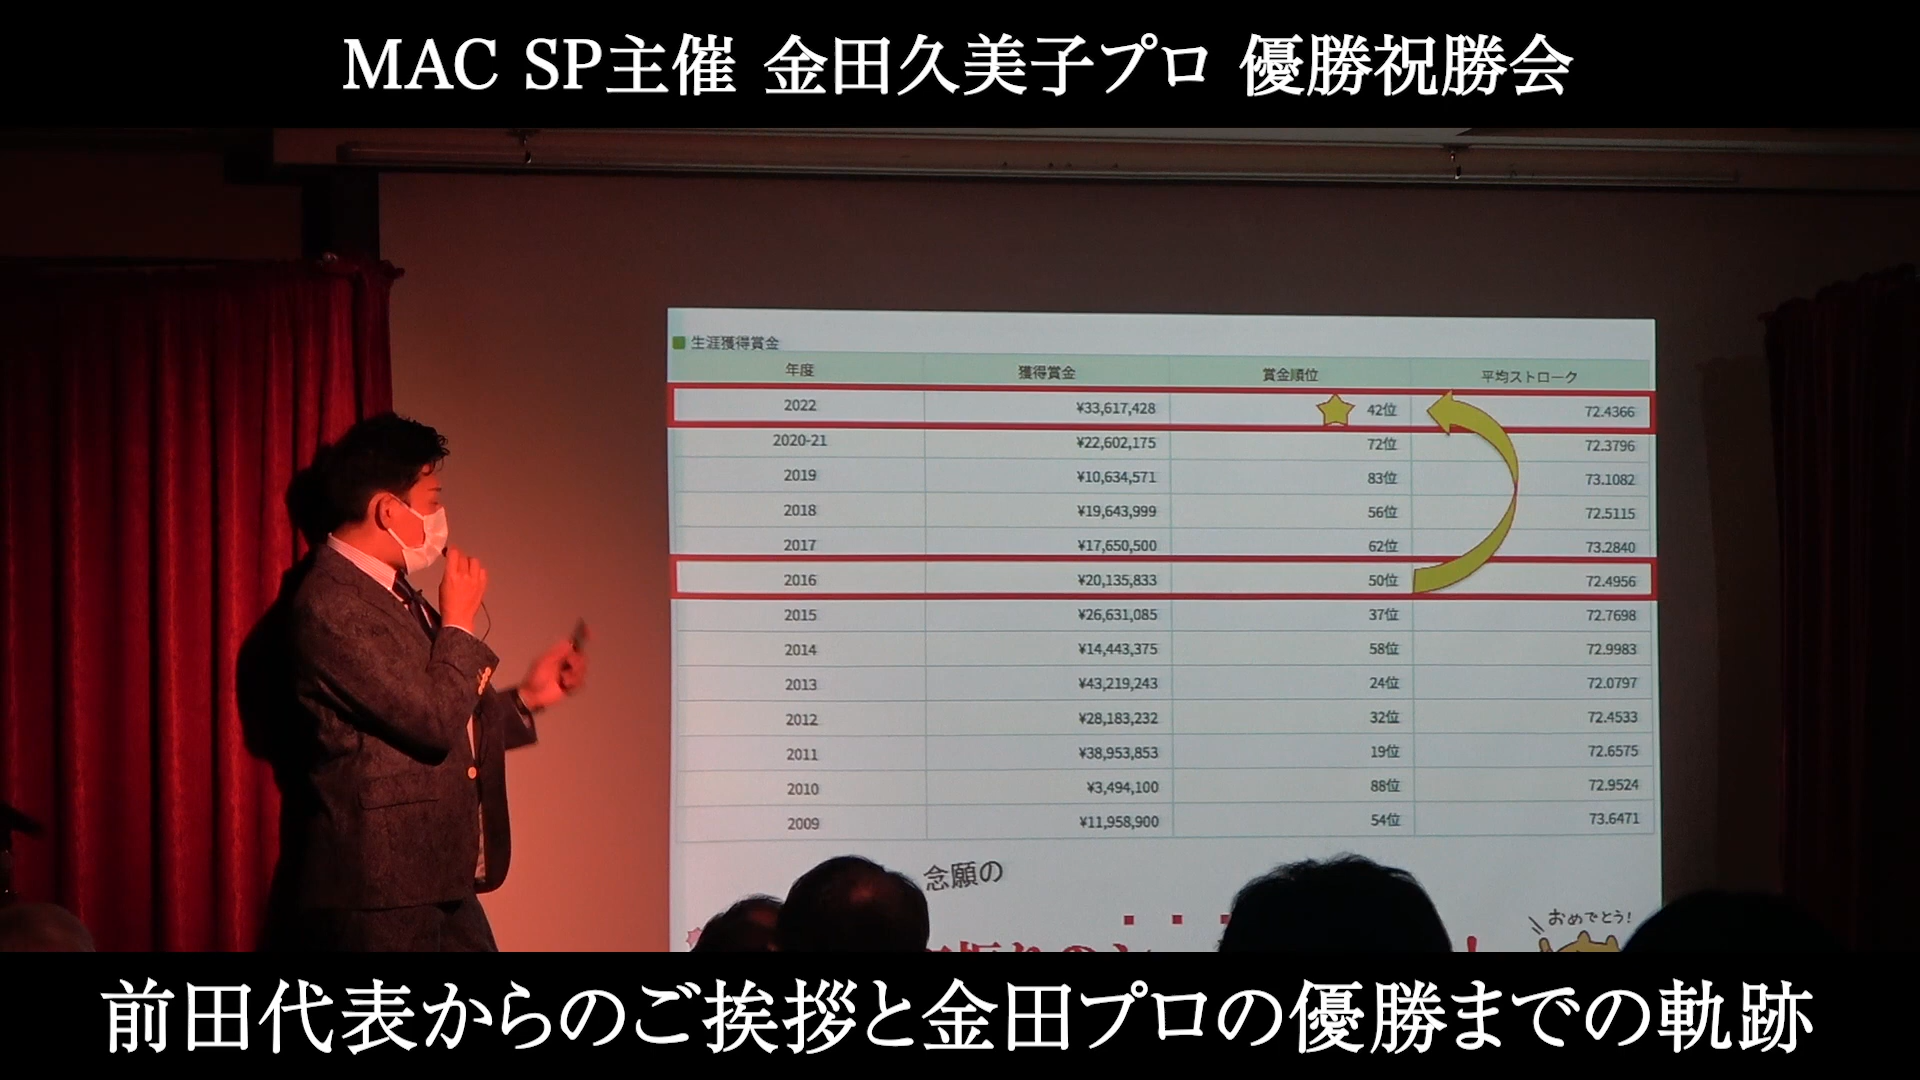 MAC SP主催 金田久美子プロ 優勝祝勝会
生涯獲得賞金
年度 獲得賞金 賞金順位 平均ストローク
2022 ¥33,617,428 42位 72.4366
2020-21 ¥22,602,175 72位 72.3796
2019 ¥10,634,571 83位 73.1082
2018 ¥19,643,999 56位 72.5115
2017 ¥17,650,500 62位 73.2840
2016 ¥20,135,833 50位 72.4956
2015 ¥26,631,085 37位 72.7698
2014 ¥14,443,375 58位 72.9983
2013 ¥43,219,243 24位 72.0797
2012 ¥28,183,232 32位 72.4533
2011 ¥38,953,853 19位 72.6575
2010 ¥3,494,100 88位 72.9524
2009 ¥11,958,900 54位 73.6471
念願の
おめでとう!
前田代表からのご挨拶と金田プロの優勝までの軌跡